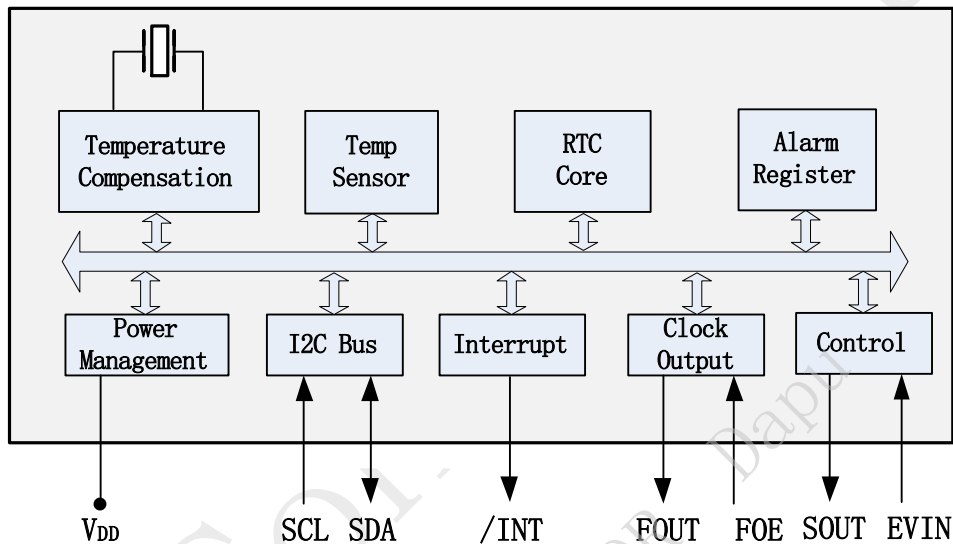 Temperature
Compensation
Temp
Sensor
RTC
Core
Alarm
Register
Power
Management
I2C Bus
Interrupt
Clock
Output
Control
VDD
SCL
SDA
/INT
FOUT
FOE
SOUT
EVIN
Dapu